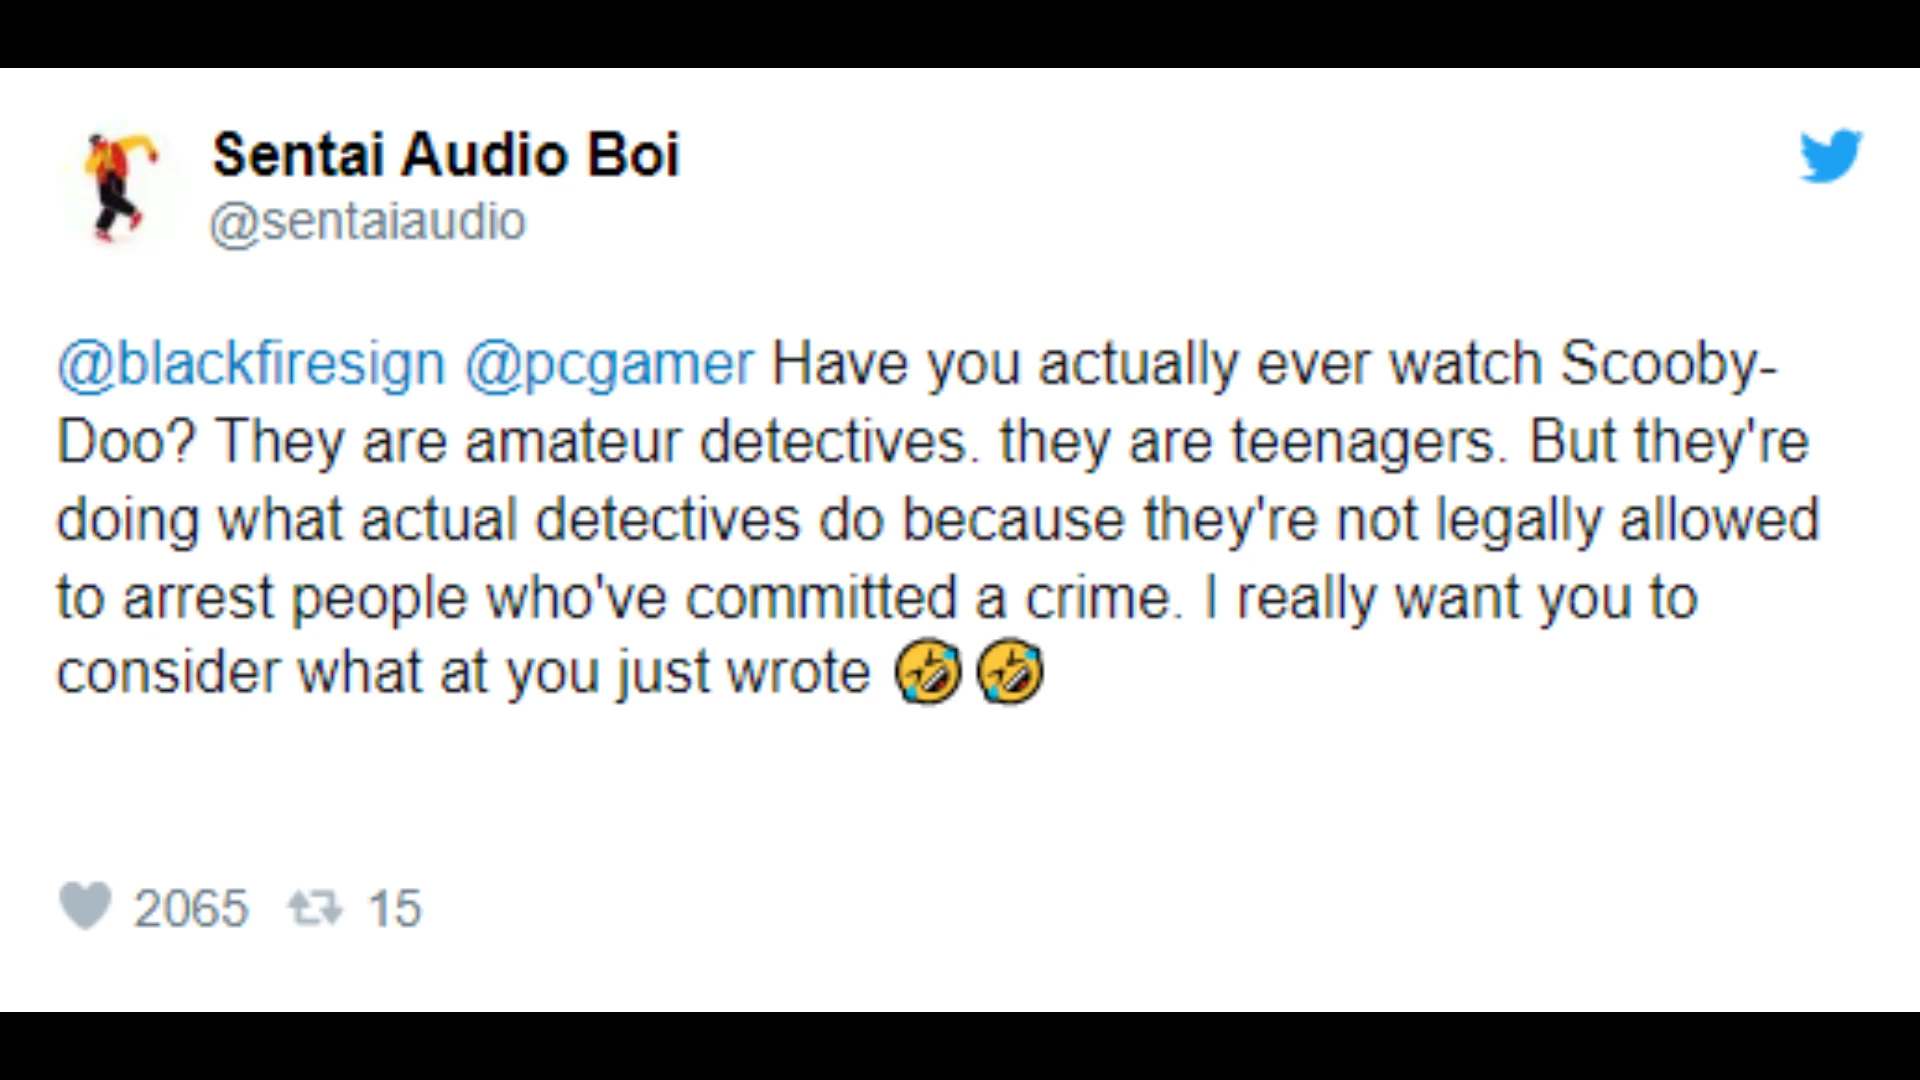 Sentai Audio Boi
@sentaiaudio
@blackfiresign @pcgamer Have you actually ever watch Scooby-
Doo? They are amateur detectives. they are teenagers. But they're
doing what actual detectives do because they're not legally allowed
to arrest people who've committed a crime. I really want you to
consider what at you just wrote 🤣🤣
2065 15